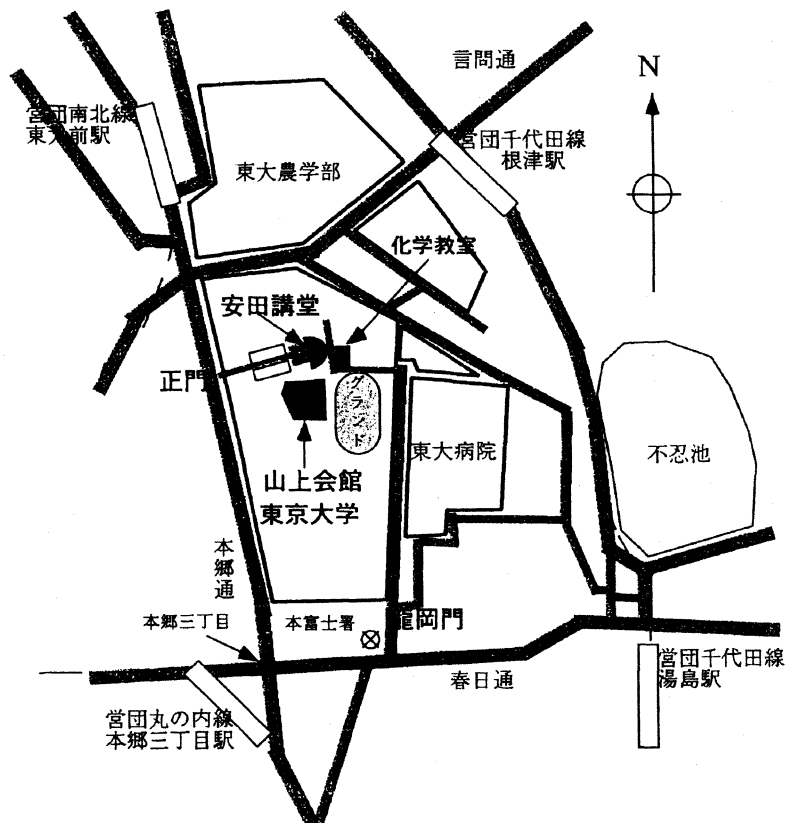 言問通
N
営団南北線
東大前駅
営団千代田線
根津駅
東大農学部
化学教室
安田講堂
正門
グランド
東大病院
不忍池
山上会館
東京大学
本郷通
本郷三丁目
本富士署
龍岡門
春日通
営団千代田線
湯島駅
営団丸の内線
本郷三丁目駅